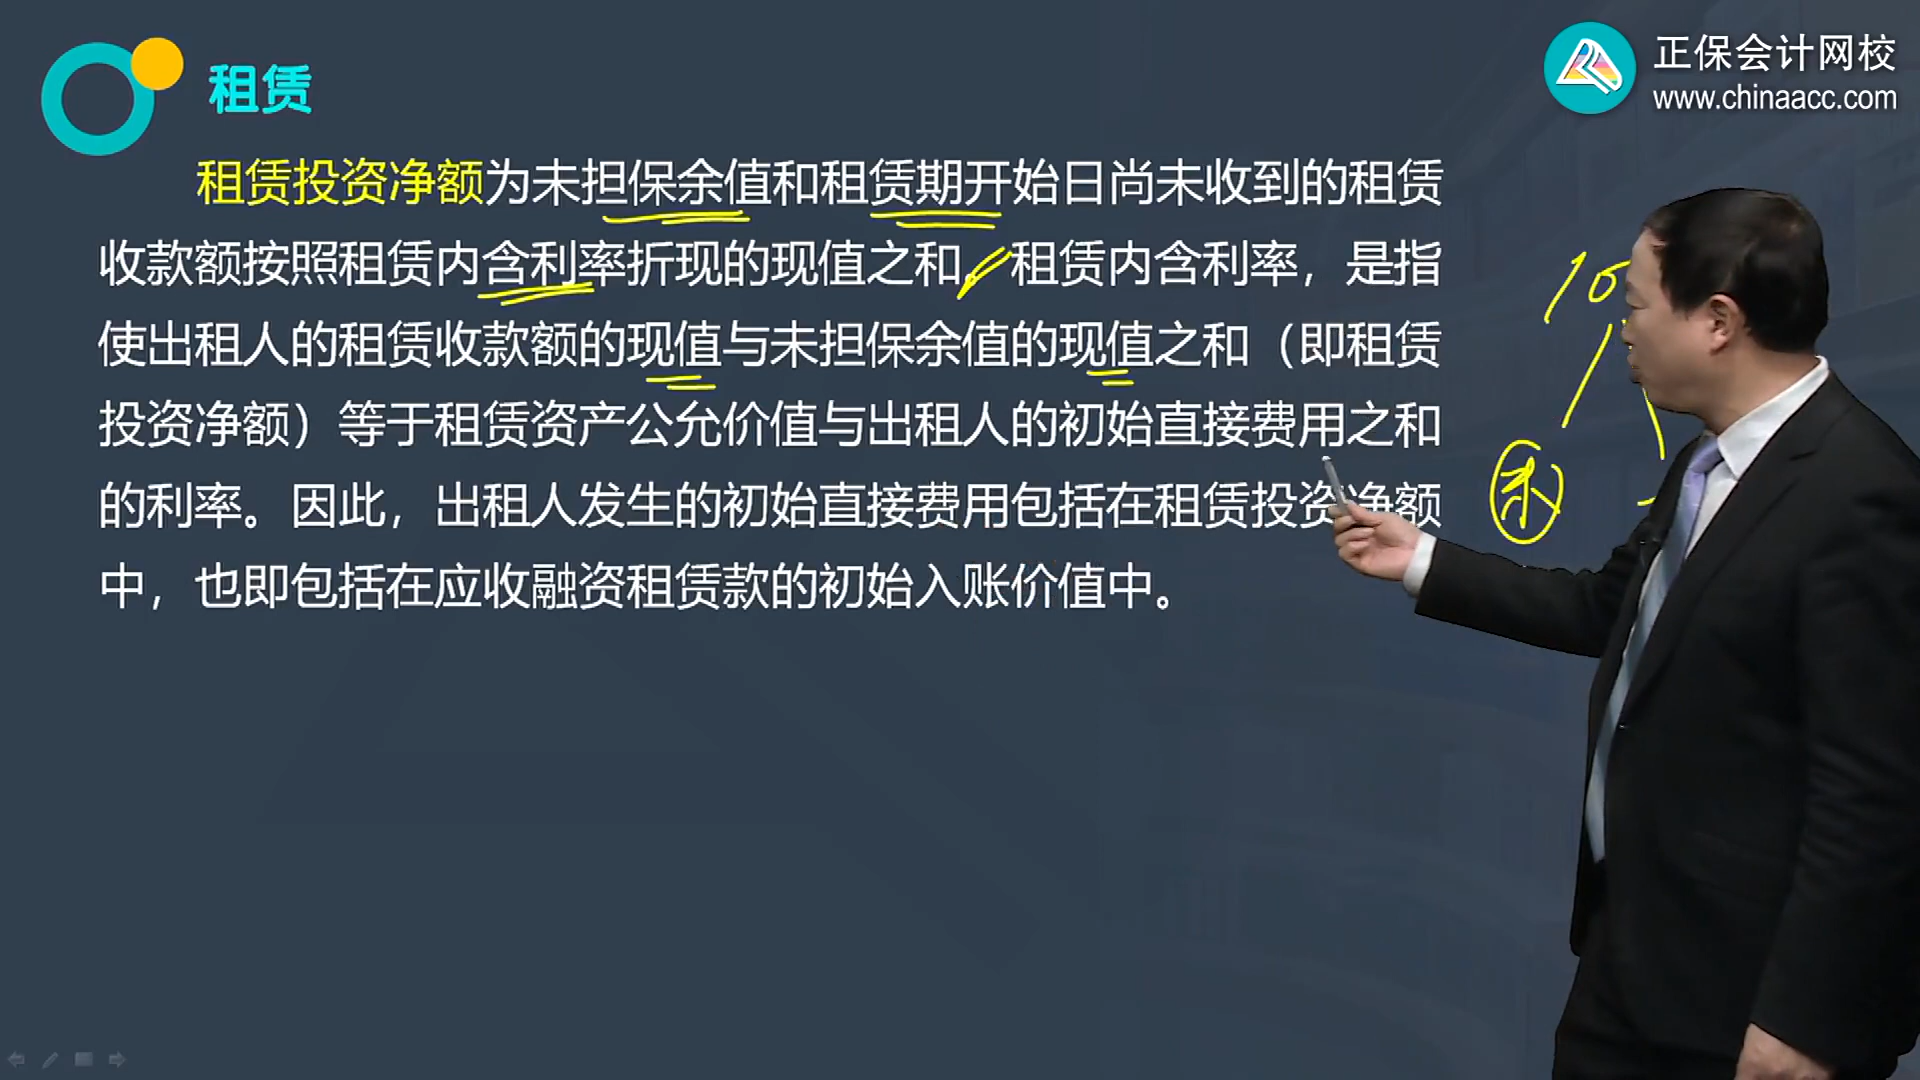 租赁
正保会计网校
www.chinaacc.com
租赁投资净额为未担保余值和租赁期开始日尚未收到的租赁
收款额按照租赁内含利率折现的现值之和。租赁内含利率，是指
使出租人的租赁收款额的现值与未担保余值的现值之和（即租赁
投资净额）等于租赁资产公允价值与出租人的初始直接费用之和
的利率。因此，出租人发生的初始直接费用包括在租赁投资净额
中，也即包括在应收融资租赁款的初始入账价值中。